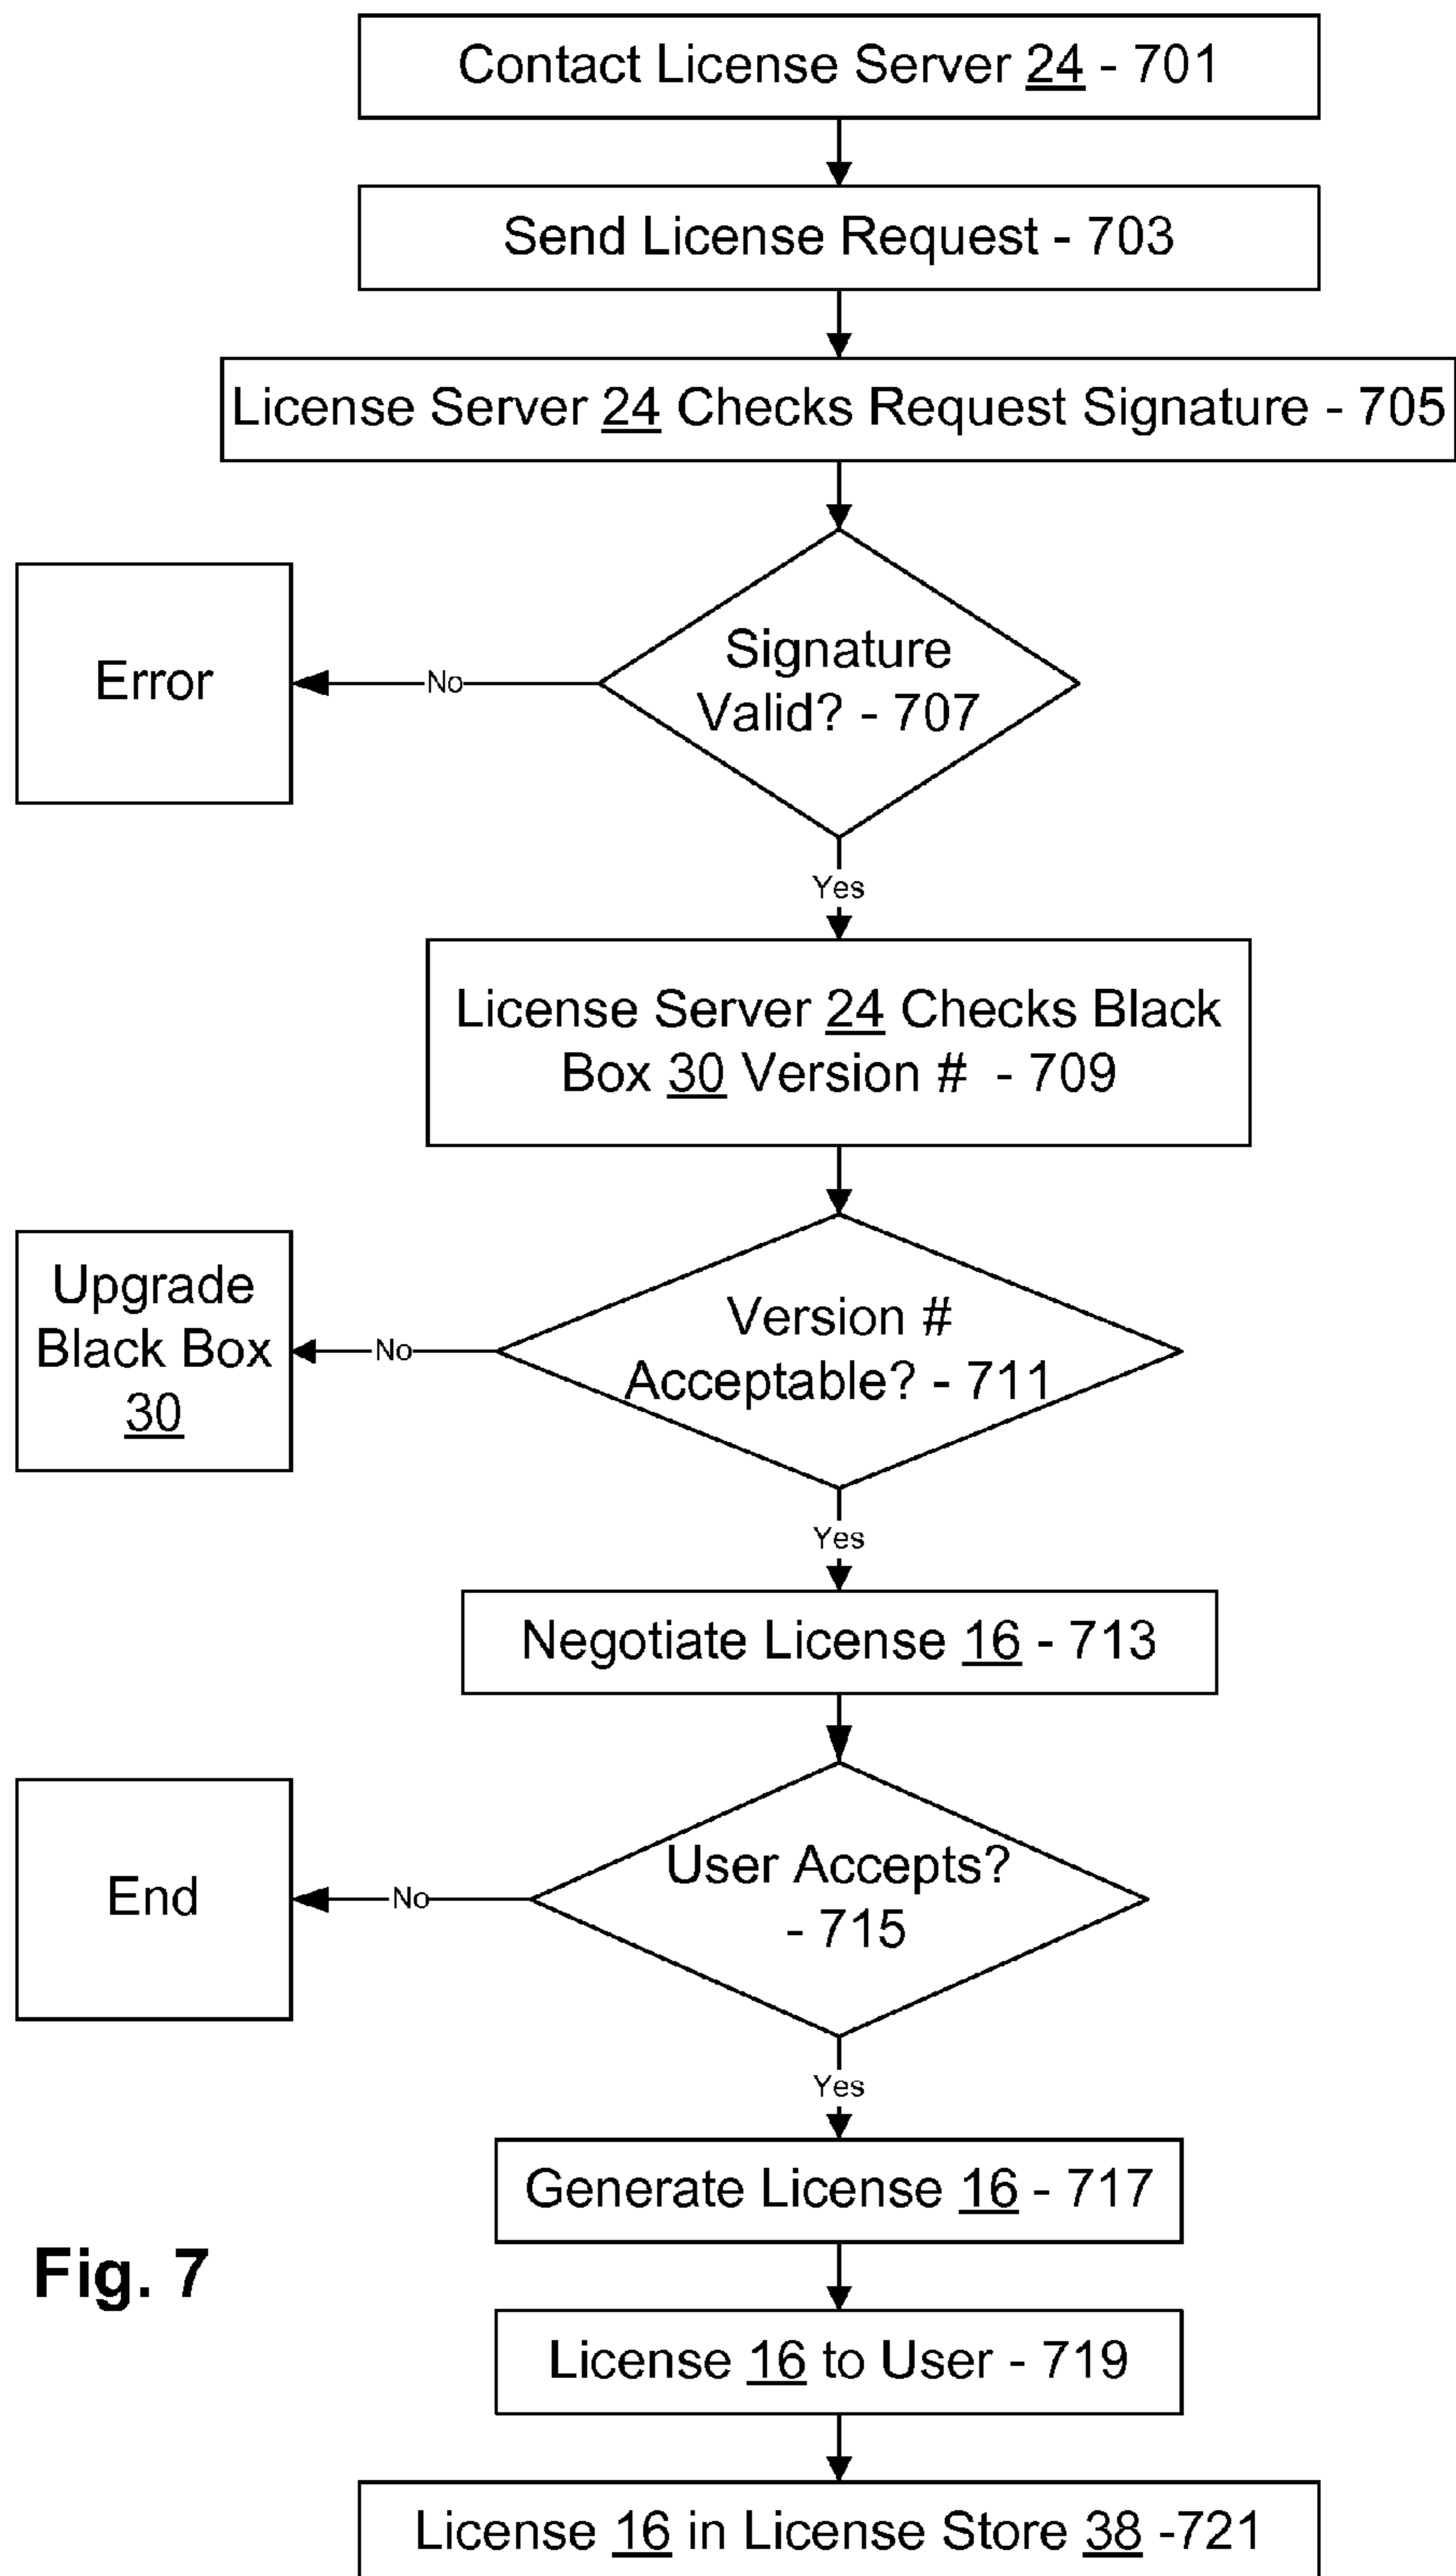 Contact License Server 24 - 701
Send License Request - 703
License Server 24 Checks Request Signature - 705
Signature
Valid? - 707
No
Error
Yes
License Server 24 Checks Black
Box 30 Version # - 709
Version #
Acceptable? - 711
No
Upgrade
Black Box
30
Yes
Negotiate License 16 - 713
User Accepts?
- 715
No
End
Yes
Generate License 16 - 717
Fig. 7
License 16 to User - 719
License 16 in License Store 38 -721